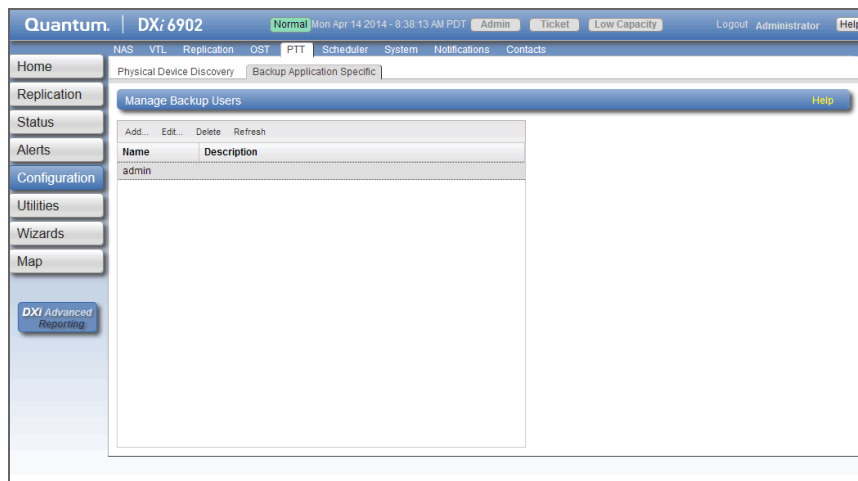 Quantum. DXi 6902 Normal Mon Apr 14 2014 - 8:38:13 AM PDT Admin Ticket Low Capacity Logout Administrator Help
NAS VTL Replication OST PTT Scheduler System Notifications Contacts
Physical Device Discovery Backup Application Specific
Home
Replication
Status
Alerts
Configuration
Utilities
Wizards
Map
DXi Advanced
Reporting
Manage Backup Users Help
Add... Edit... Delete Refresh
Name Description
admin